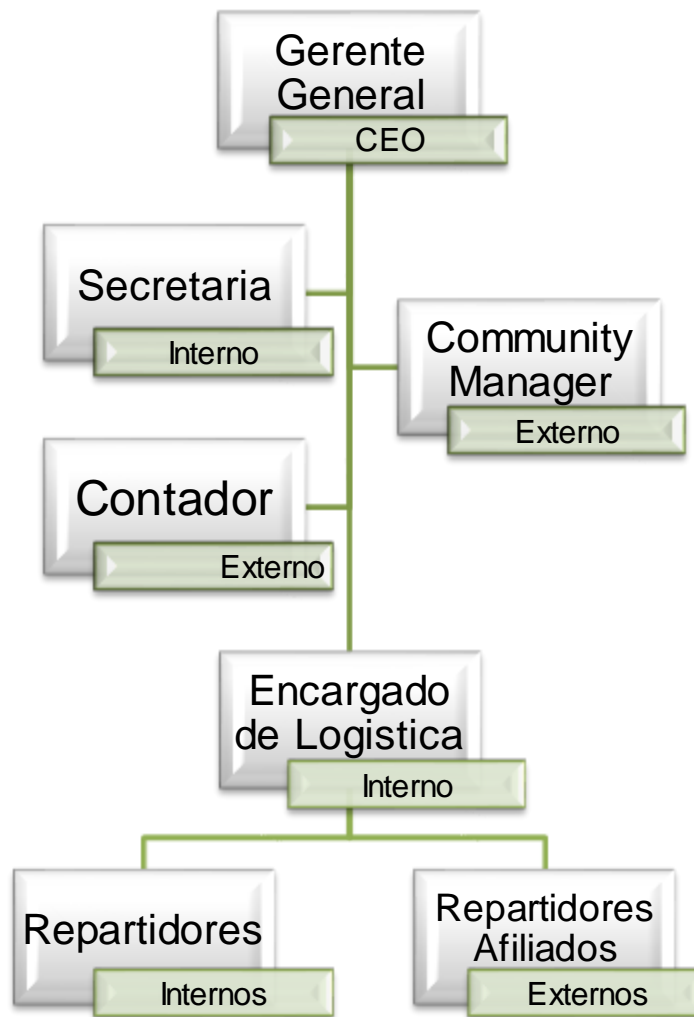 Gerente
General
CEO
Secretaria
Interno
Community
Manager
Externo
Contador
Externo
Encargado
de Logistica
Interno
Repartidores
Internos
Repartidores
Afiliados
Externos